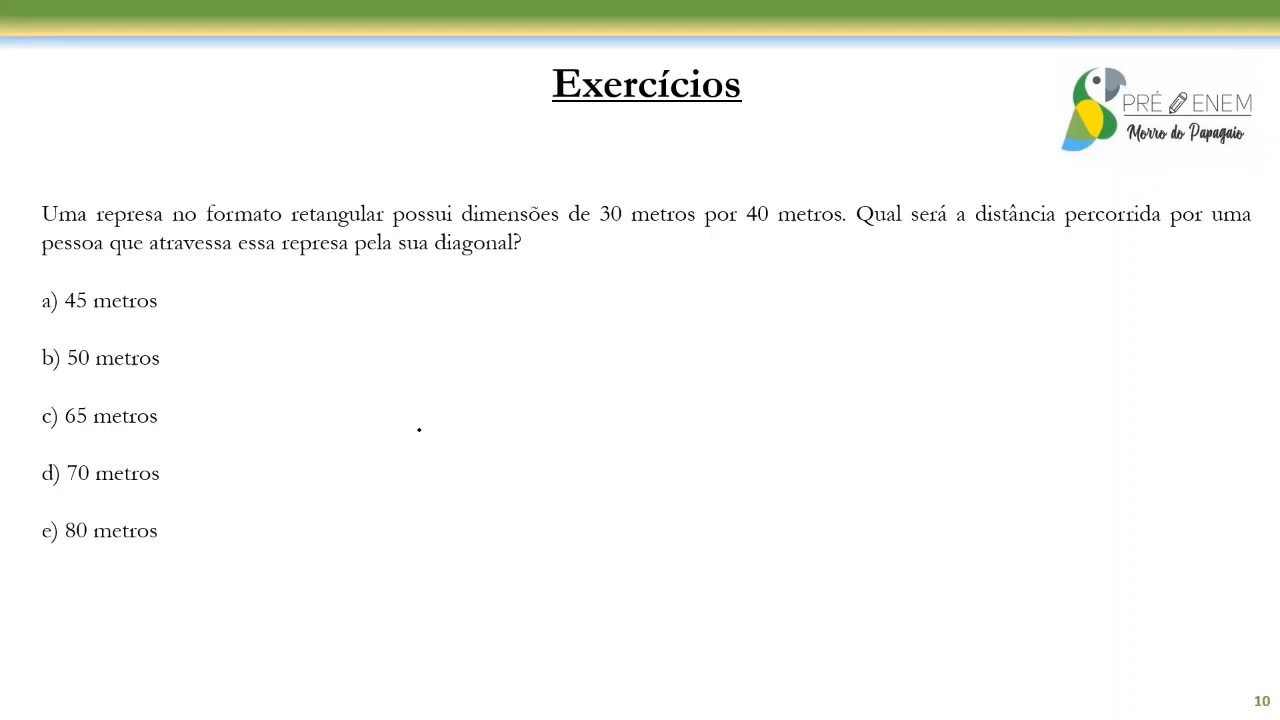 Exercícios
PRÉ ENEM
Morro do Papagaio
Uma represa no formato retangular possui dimensões de 30 metros por 40 metros. Qual será a distância percorrida por uma
pessoa que atravessa essa represa pela sua diagonal?
a) 45 metros
b) 50 metros
c) 65 metros
d) 70 metros
e) 80 metros
10